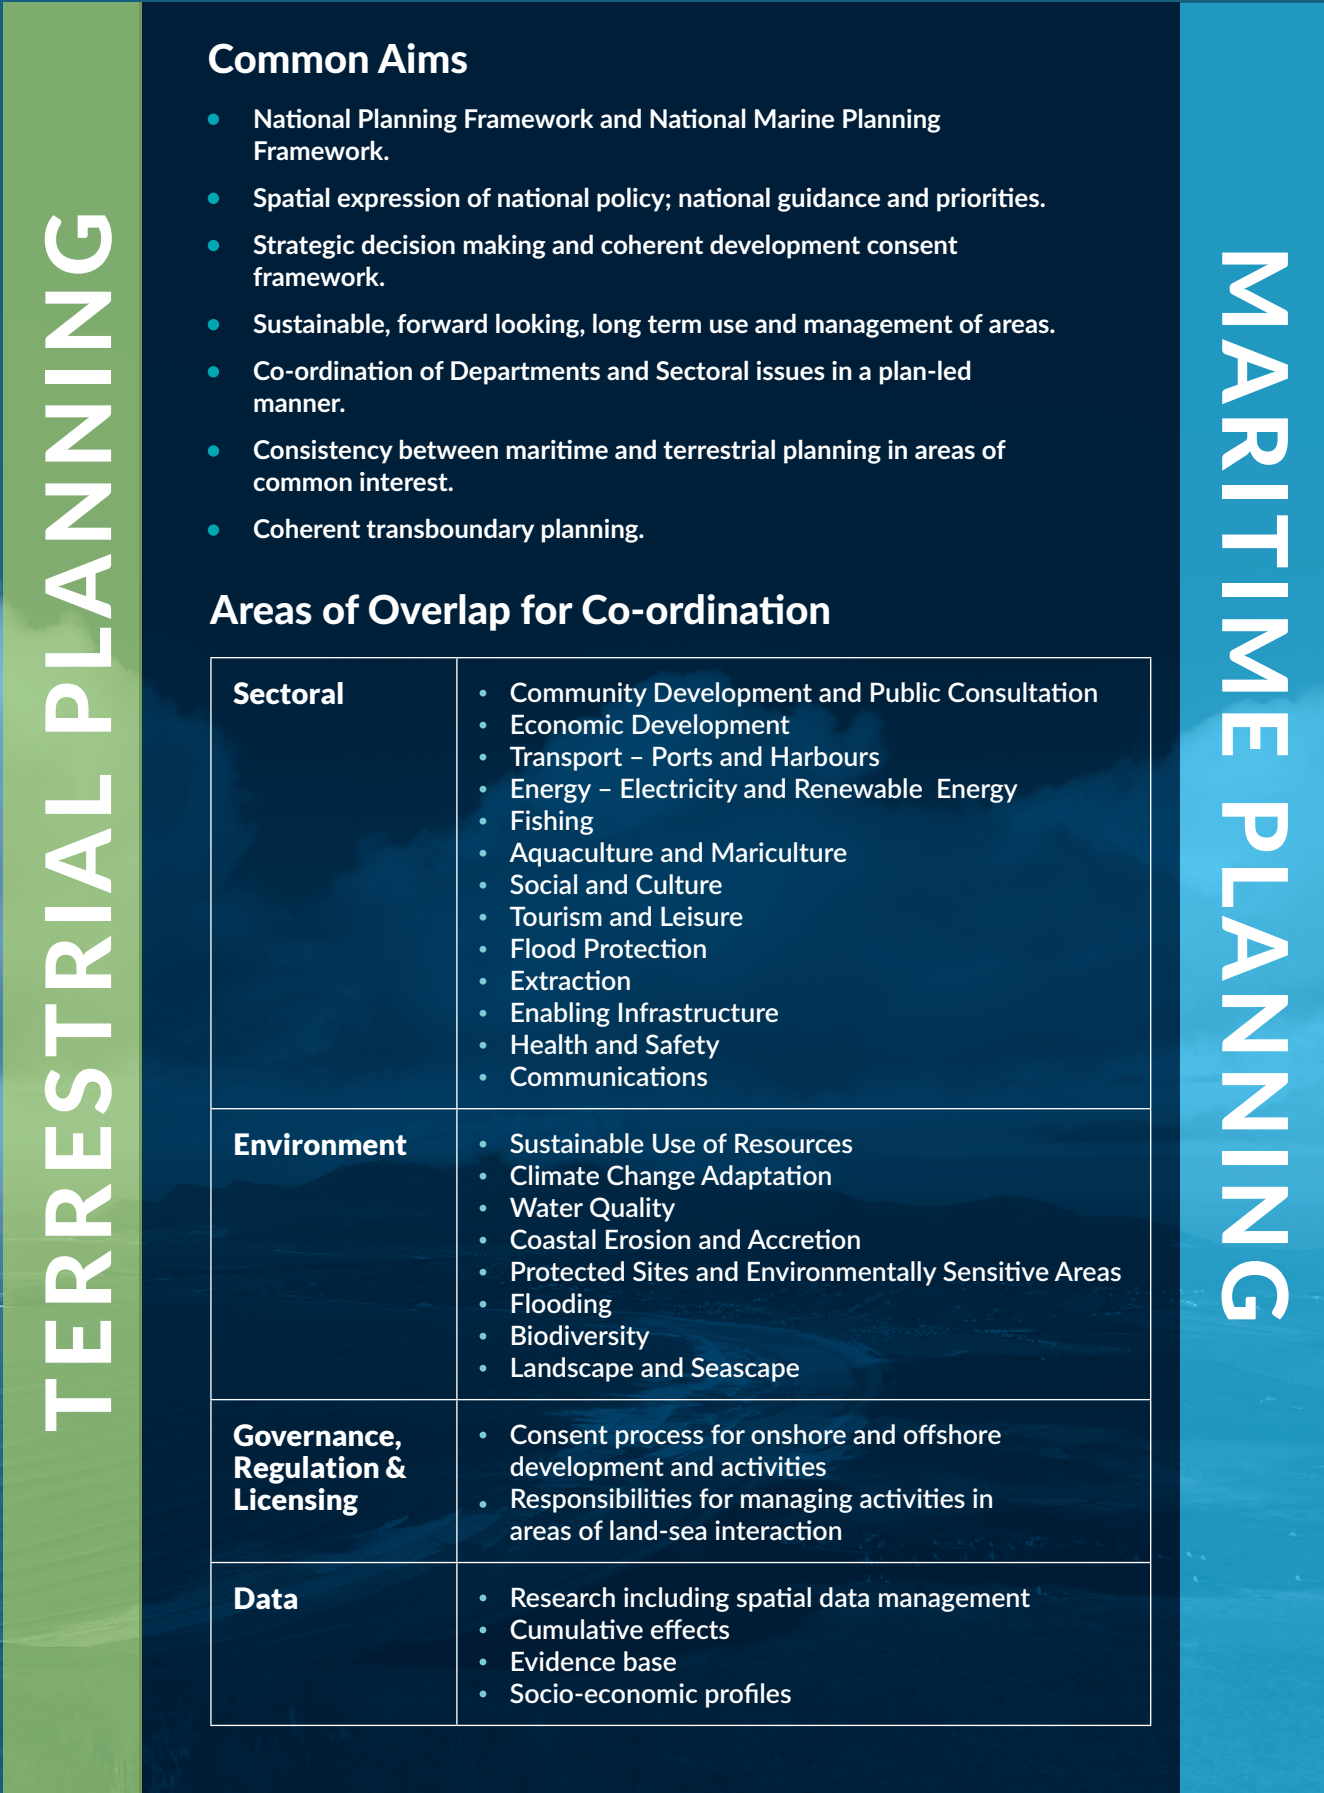 TERRESTRIAL PLANNING
Common Aims
National Planning Framework and National Marine Planning
Framework.
Spatial expression of national policy; national guidance and priorities.
Strategic decision making and coherent development consent
framework.
Sustainable, forward looking, long term use and management of areas.
Co-ordination of Departments and Sectoral issues in a plan-led
manner.
Consistency between maritime and terrestrial planning in areas of
common interest.
Coherent transboundary planning.
Areas of Overlap for Co-ordination
Sectoral
Community Development and Public Consultation
Economic Development
Transport – Ports and Harbours
Energy – Electricity and Renewable  Energy
Fishing
Aquaculture and Mariculture
Social and Culture
Tourism and Leisure
Flood Protection
Extraction
Enabling Infrastructure
Health and Safety
Communications
Environment
Sustainable Use of Resources
Climate Change Adaptation
Water Quality
Coastal Erosion and Accretion
Protected Sites and Environmentally Sensitive Areas
Flooding
Biodiversity
Landscape and Seascape
Governance,
Regulation &
Licensing
Consent process for onshore and offshore
development and activities
Responsibilities for managing activities in
areas of land-sea interaction
Data
Research including spatial data management
Cumulative effects
Evidence base
Socio-economic profiles
MARITIME PLANNING